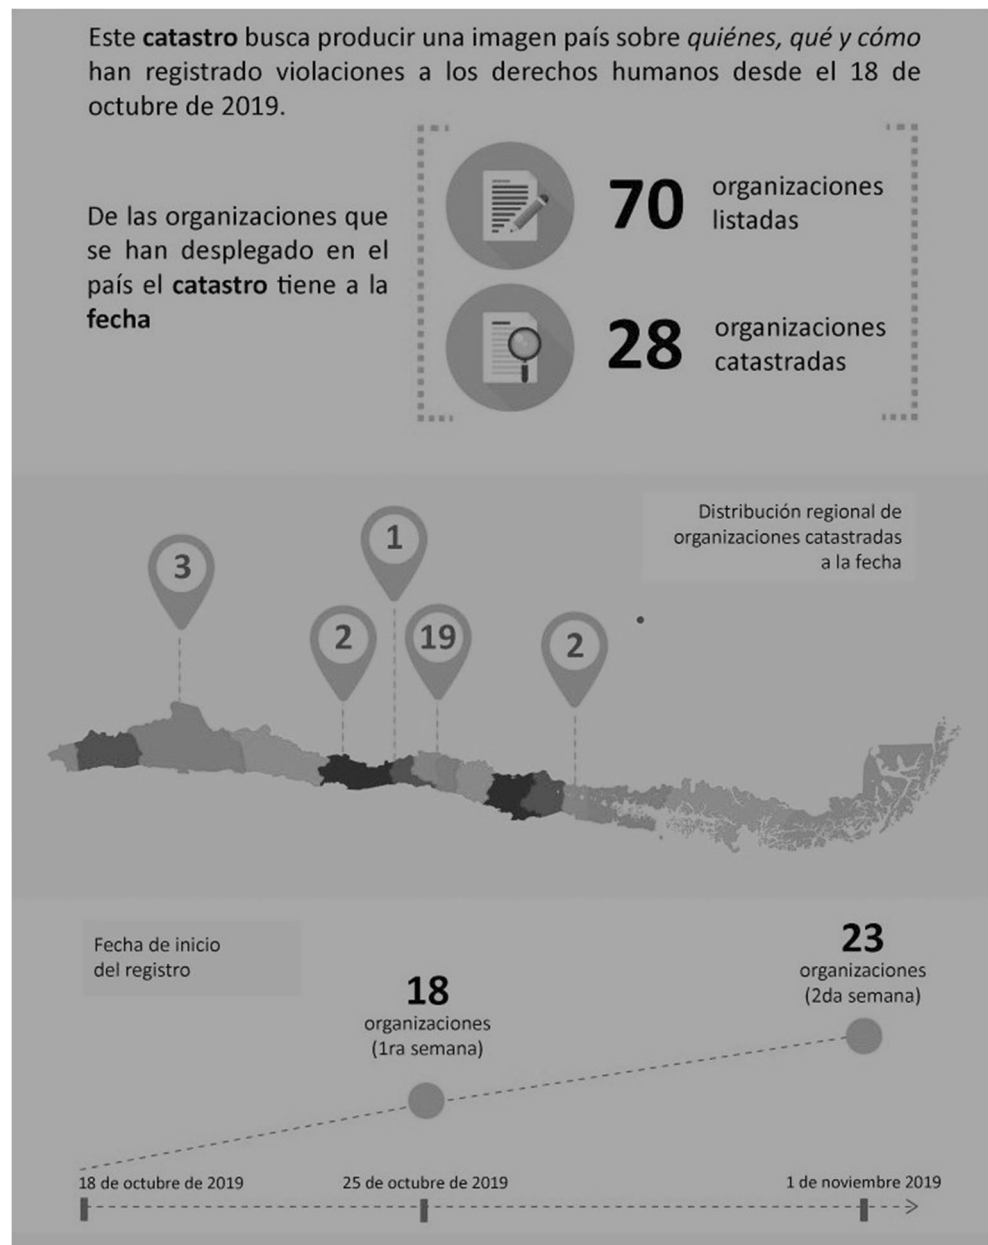 Este catastro busca producir una imagen país sobre quiénes, qué y cómo
han registrado violaciones a los derechos humanos desde el 18 de
octubre de 2019.
De las organizaciones que
se han desplegado en el
país el catastro tiene a la
fecha
70 organizaciones
listadas
28 organizaciones
catastradas
Distribución regional de
organizaciones catastradas
a la fecha
3
1
2
19
2
Fecha de inicio
del registro
18
organizaciones
(1ra semana)
23
organizaciones
(2da semana)
18 de octubre de 2019
25 de octubre de 2019
1 de noviembre 2019